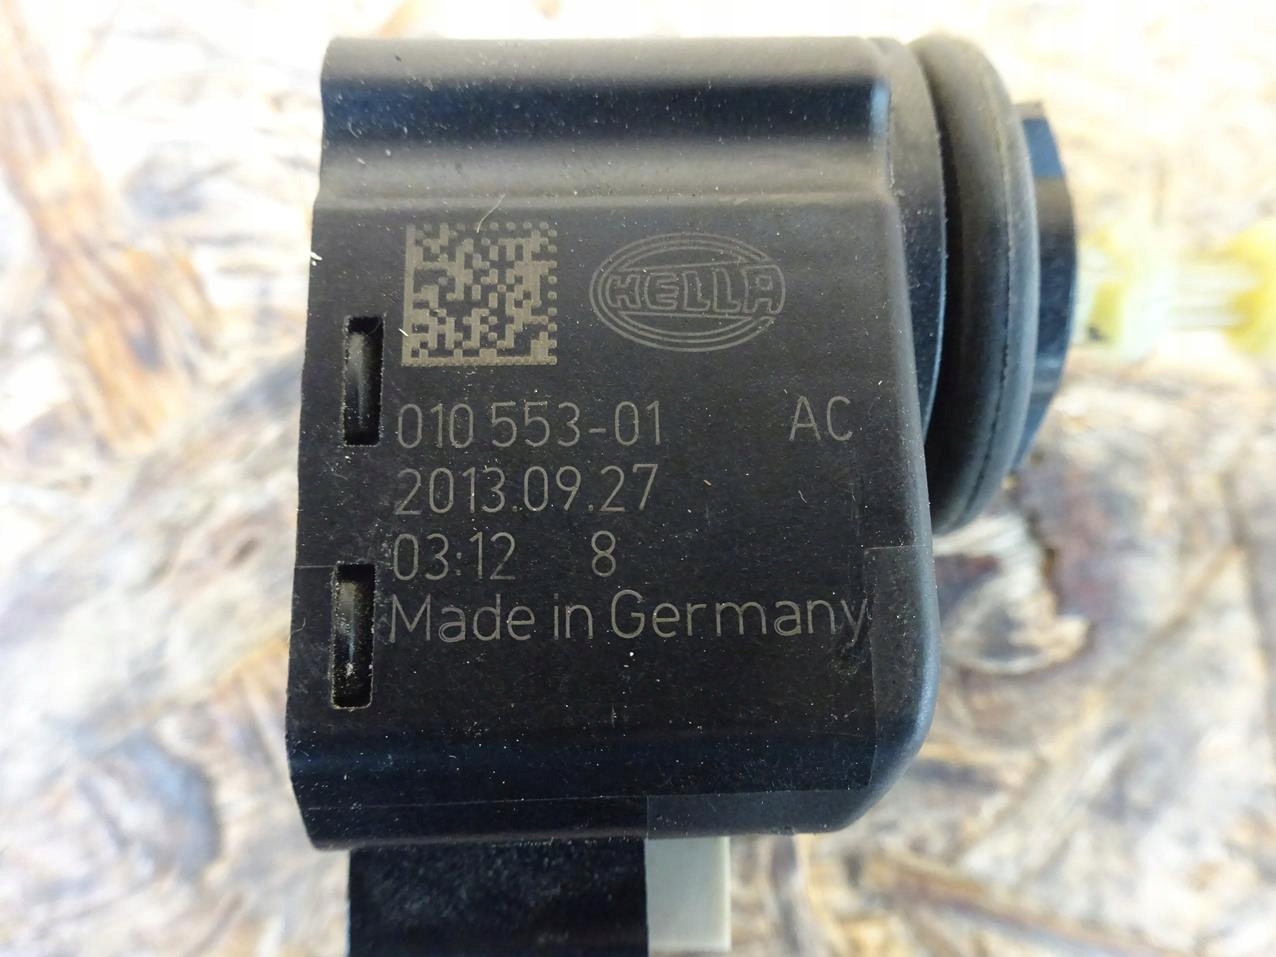 HELLA
010 553-01 AC
2013.09.27
03:12 8
Made in Germany